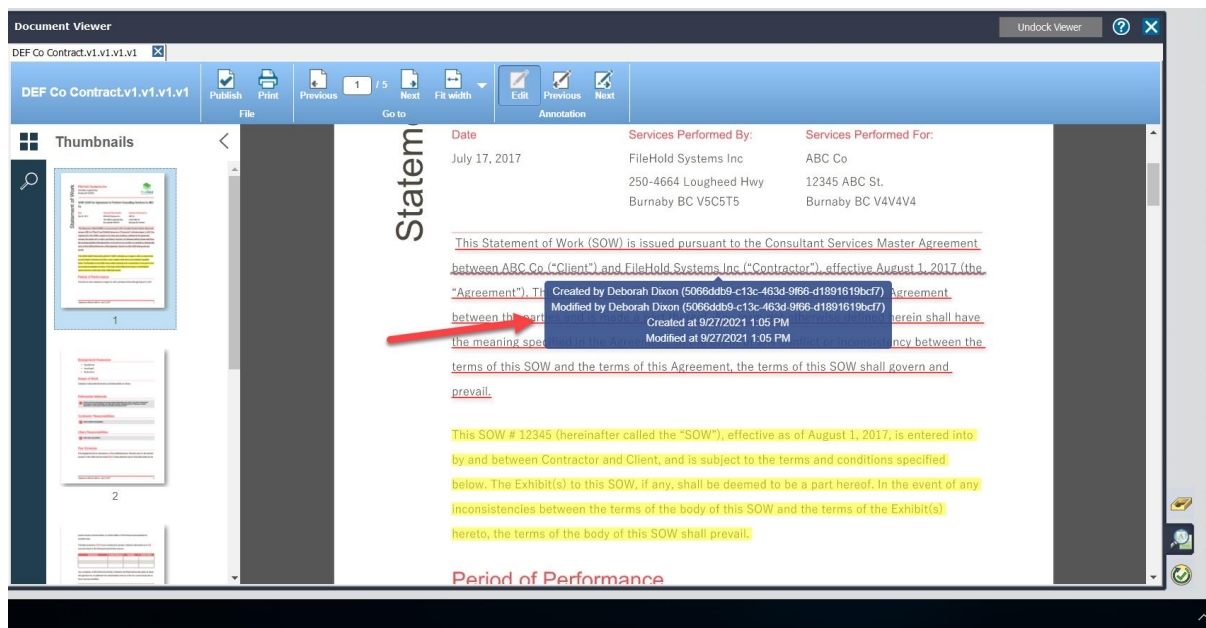 Document Viewer
Undock Viewer
DEF Co Contract.v1.v1.v1.v1
DEF Co Contract.v1.v1.v1.v1
Publish Print
File
Previous 1 / 5 Next Fit width
Go to
Edit Previous Next
Annotation
Thumbnails
1
2
Statem
Date
July 17, 2017
Services Performed By:
FileHold Systems Inc
250-4664 Lougheed Hwy
Burnaby BC V5C5T5
Services Performed For:
ABC Co
12345 ABC St.
Burnaby BC V4V4V4
This Statement of Work (SOW) is issued pursuant to the Consultant Services Master Agreement
between ABC Co (“Client”) and FileHold Systems Inc (“Contractor”), effective August 1, 2017 (the
“Agreement”). Agreement
between the parties herein shall have
the meaning specified in the between the
terms of this SOW and the terms of this Agreement, the terms of this SOW shall govern and
prevail.
Created by Deborah Dixon (5066ddb9-c13c-463d-9f66-d1891619bcf7)
Modified by Deborah Dixon (5066ddb9-c13c-463d-9f66-d1891619bcf7)
Created at 9/27/2021 1:05 PM
Modified at 9/27/2021 1:05 PM
This SOW # 12345 (hereinafter called the “SOW”), effective as of August 1, 2017, is entered into
by and between Contractor and Client, and is subject to the terms and conditions specified
below. The Exhibit(s) to this SOW, if any, shall be deemed to be a part hereof. In the event of any
inconsistencies between the terms of the body of this SOW and the terms of the Exhibit(s)
hereto, the terms of the body of this SOW shall prevail.
Period of Performance